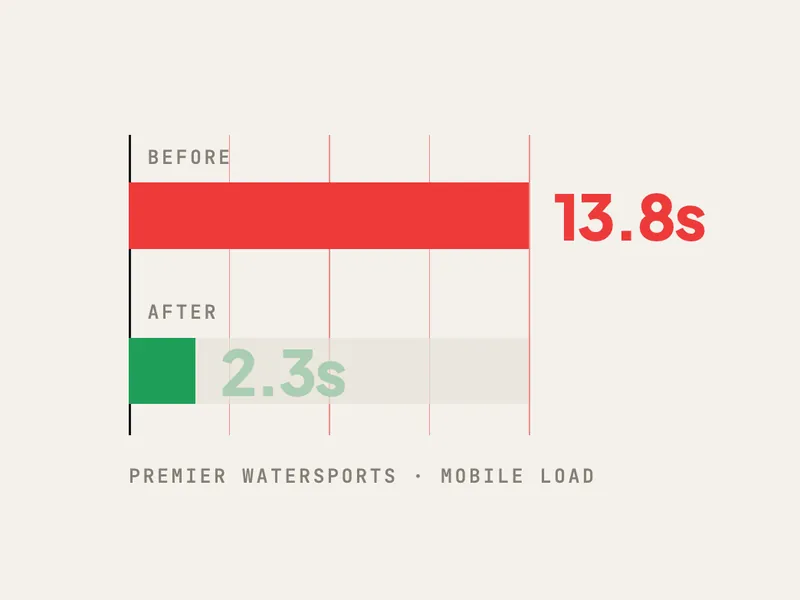 BEFORE
13.8s
AFTER
2.3s
PREMIER WATERSPORTS · MOBILE LOAD